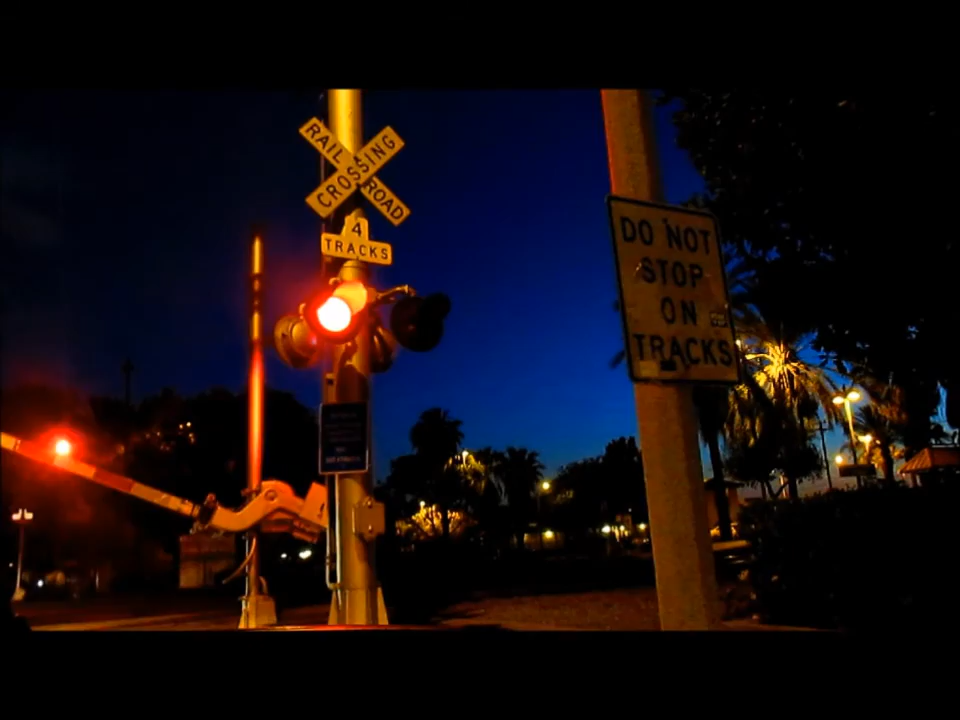 RAIL ROAD
CROSSING
4
TRACKS
DO NOT
STOP
ON
TRACKS